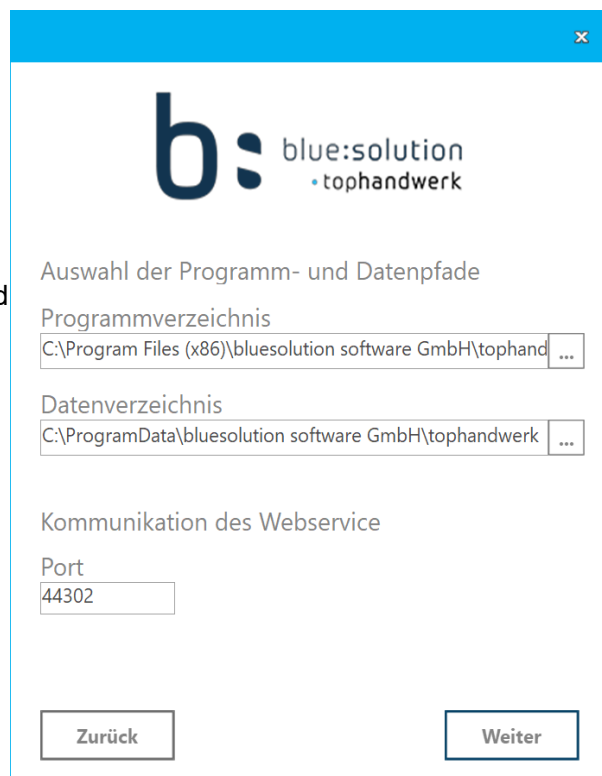 b:
blue:solution
•tophandwerk
Auswahl der Programm- und Datenpfade
d
Programmverzeichnis
C:\Program Files (x86)\bluesolution software GmbH\tophand
...
Datenverzeichnis
C:\ProgramData\bluesolution software GmbH\tophandwerk
...
Kommunikation des Webservice
Port
44302
Zurück
Weiter